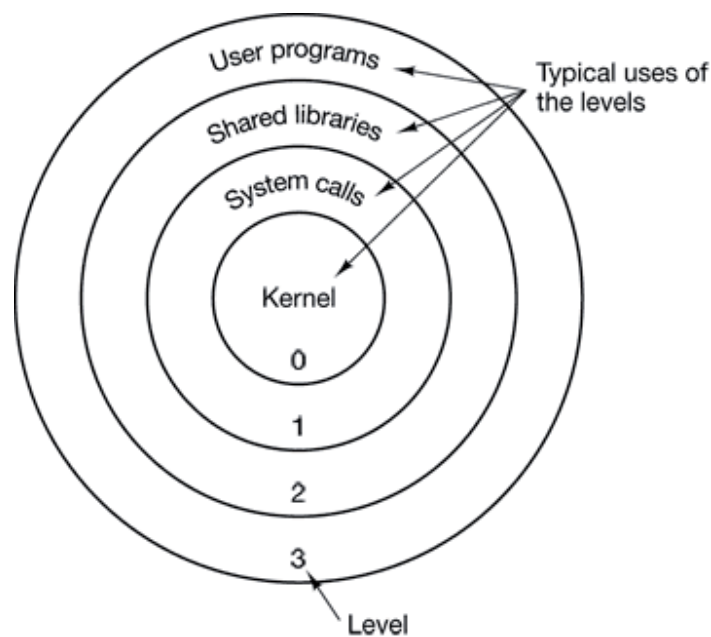 User programs
Typical uses of
the levels
Shared libraries
System calls
Kernel
0
1
2
3
Level